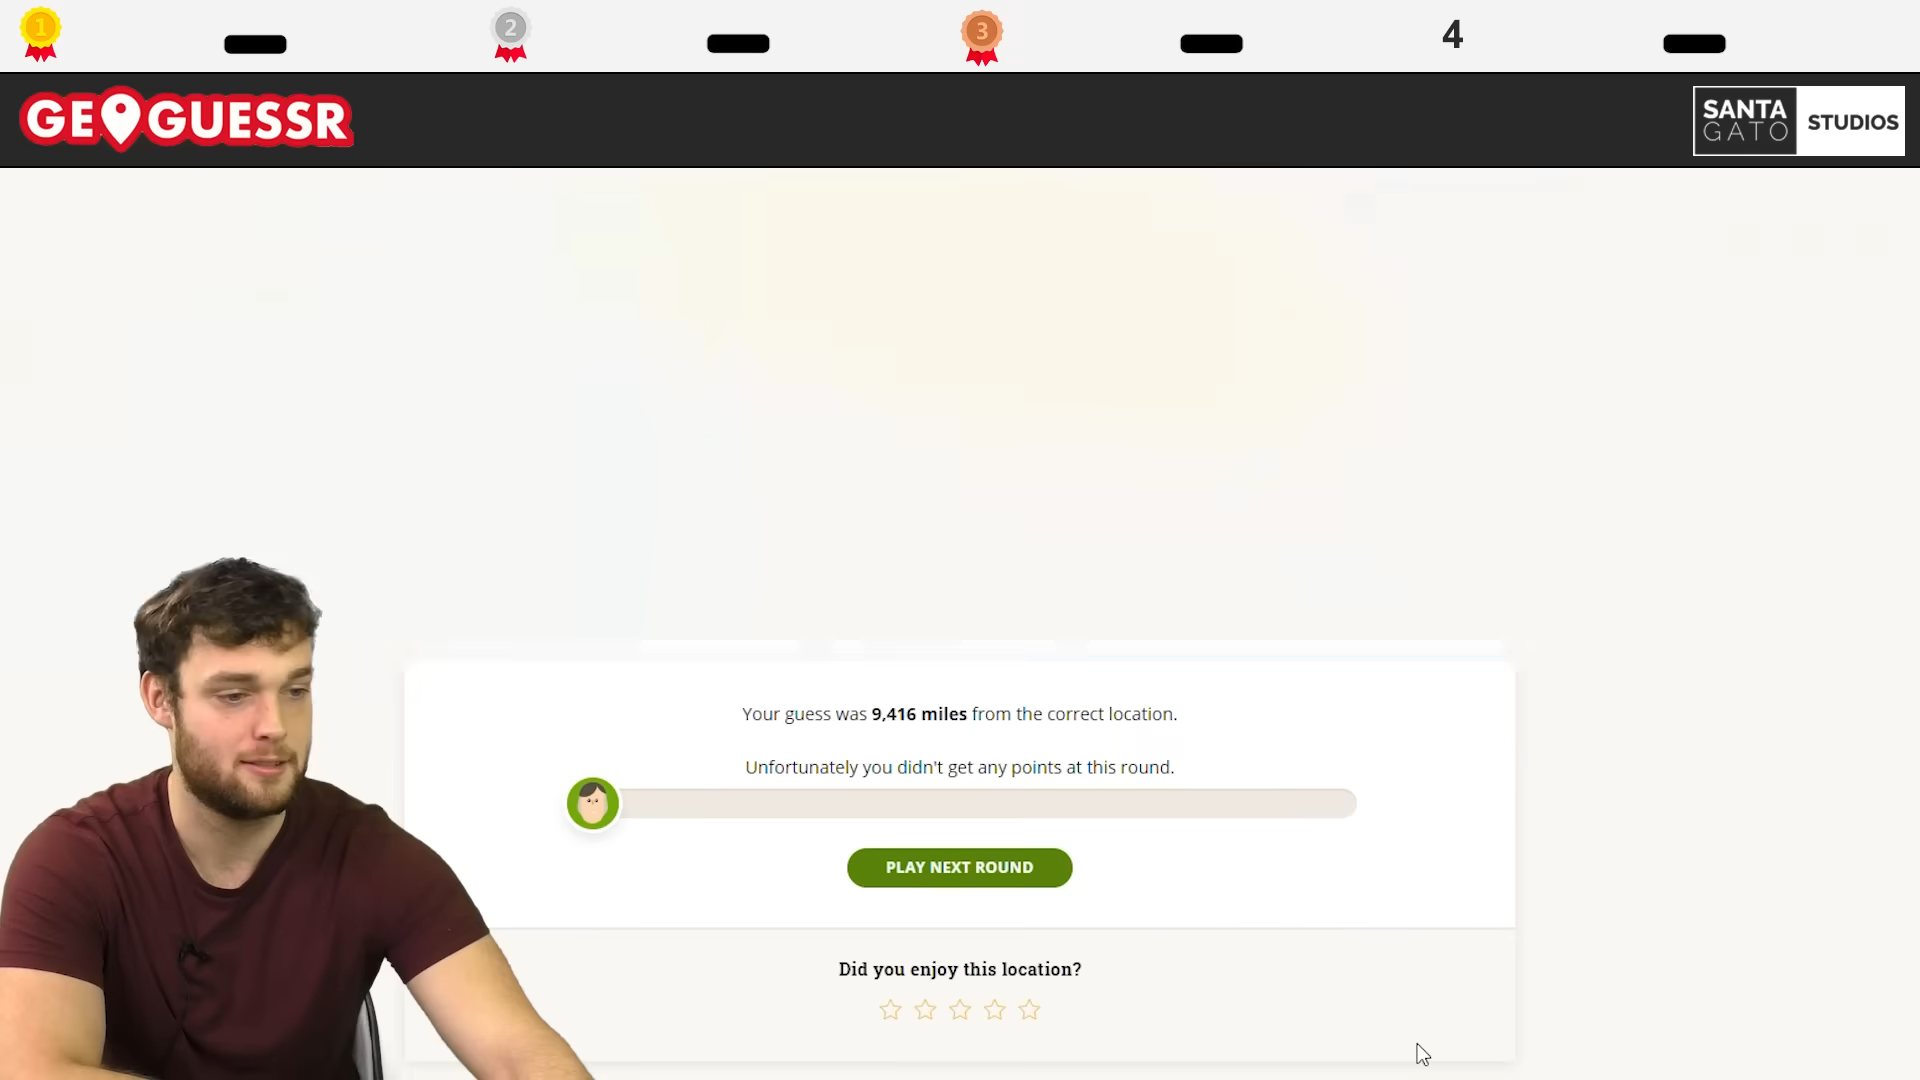 1
2
3
4
GEOGUESSR
SANTA
GATO
STUDIOS
Your guess was 9,416 miles from the correct location.
Unfortunately you didn't get any points at this round.
PLAY NEXT ROUND
Did you enjoy this location?